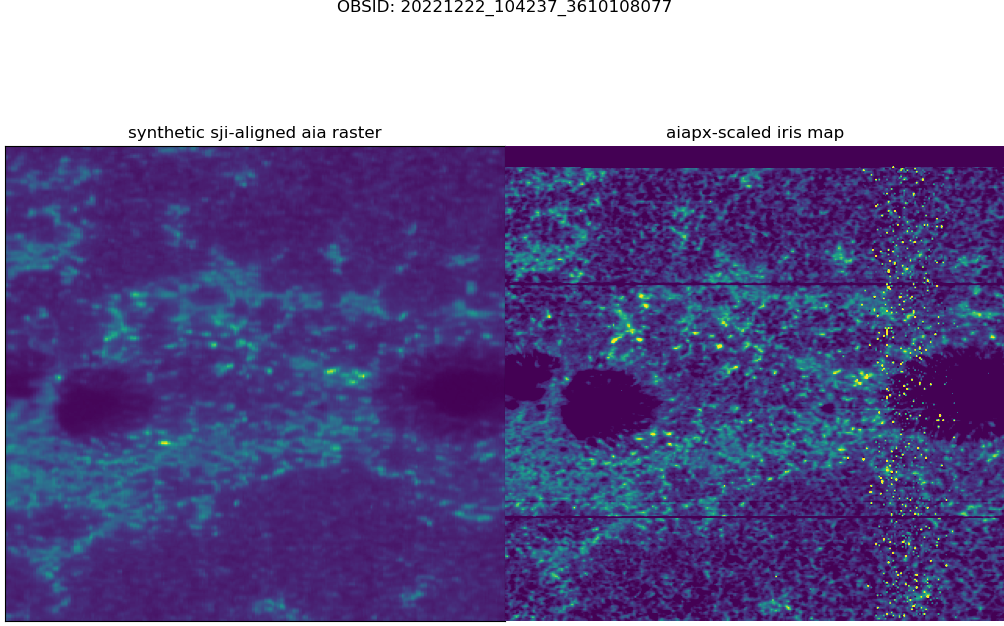 OBSID: 20221222_104237_3610108077
synthetic sji-aligned aia raster
aiapx-scaled iris map